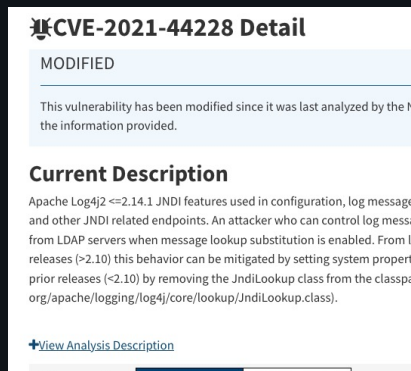 CVE-2021-44228 Detail
MODIFIED
This vulnerability has been modified since it was last analyzed by the N
the information provided.
Current Description
Apache Log4j2 <=2.14.1 JNDI features used in configuration, log message
and other JNDI related endpoints. An attacker who can control log messa
from LDAP servers when message lookup substitution is enabled. From l
releases (>2.10) this behavior can be mitigated by setting system propert
prior releases (<2.10) by removing the JndiLookup class from the classpa
org/apache/logging/log4j/core/lookup/JndiLookup.class).
+View Analysis Description